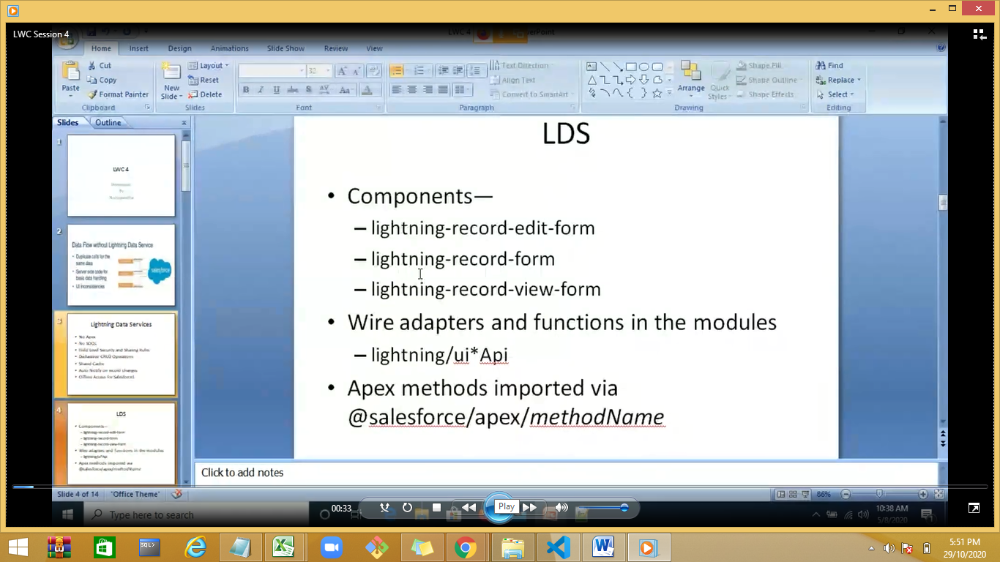 LWC Session 4
LWC 4
Home Insert Design Animations Slide Show Review View
Cut
Copy
Format Painter
Paste
Clipboard
New
Slide
Layout
Reset
Delete
Slides
32
Font
Paragraph
Text Direction
Align Text
Convert to SmartArt
Arrange
Quick
Styles
Shape Fill
Shape Outline
Shape Effects
Drawing
Find
Replace
Select
Editing
Slides Outline
1
LWC 4
2
Data Flow without Lightning Data Service
• Duplicate calls for the
same data
• Server side code for
basic data handling
• UI Inconsistencies
salesforce
3
Lightning Data Services
• No Apex
• No SOQL
• Field Level Security and Sharing Rules
• Declarative CRUD Operations
• Shared Cache
• Auto Notify on record changes
• Offline Access for Salesforce1
4
LDS
• Components—
– lightning-record-edit-form
– lightning-record-form
– lightning-record-view-form
• Wire adapters and functions in the modules
– lightning/ui*Api
• Apex methods imported via
@salesforce/apex/methodName
LDS
• Components—
– lightning-record-edit-form
– lightning-record-form
– lightning-record-view-form
• Wire adapters and functions in the modules
– lightning/ui*Api
• Apex methods imported via
@salesforce/apex/methodName
Click to add notes
Slide 4 of 14 "Office Theme" 86%
00:33
Play
Type here to search
10:38 AM
5/8/2020
SQL>
5:51 PM
29/10/2020